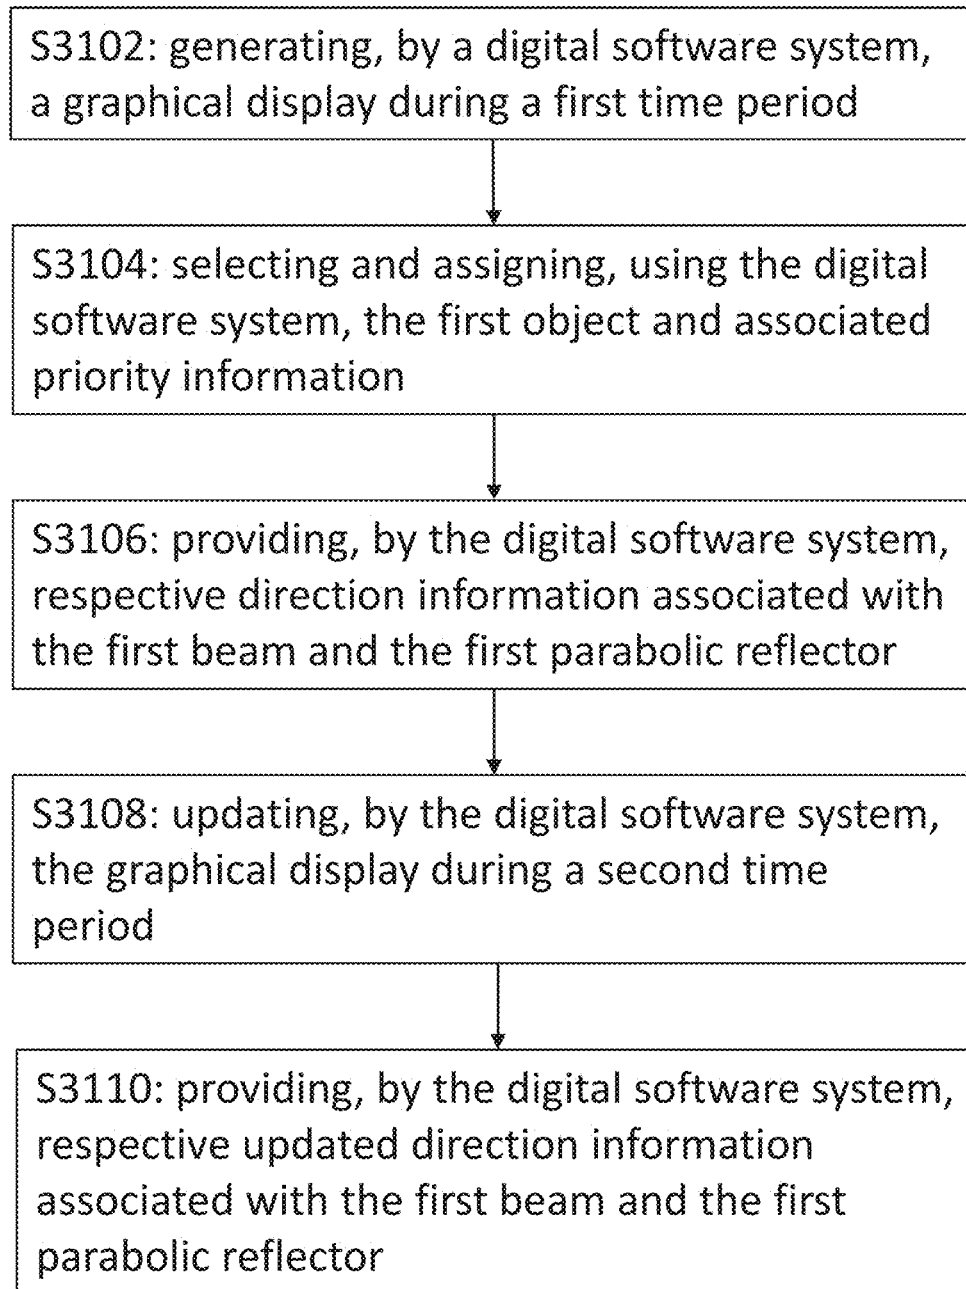 S3102: generating, by a digital software system,
a graphical display during a first time period
S3104: selecting and assigning, using the digital
software system, the first object and associated
priority information
S3106: providing, by the digital software system,
respective direction information associated with
the first beam and the first parabolic reflector
S3108: updating, by the digital software system,
the graphical display during a second time
period
S3110: providing, by the digital software system,
respective updated direction information
associated with the first beam and the first
parabolic reflector